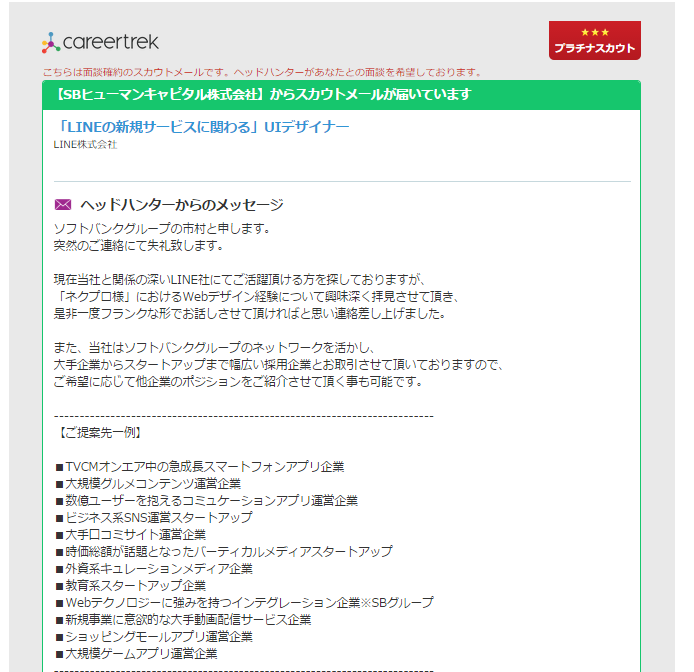 careertrek
★★★
プラチナスカウト
こちらは面談確約のスカウトメールです。ヘッドハンターがあなたとの面談を希望しております。
【SBヒューマンキャピタル株式会社】からスカウトメールが届いています
「LINEの新規サービスに関わる」UIデザイナー
LINE株式会社
ヘッドハンターからのメッセージ
ソフトバンクグループの市村と申します。
突然のご連絡にて失礼致します。
現在当社と関係の深いLINE社にてご活躍頂ける方を探しておりますが、
「ネクプロ様」におけるWebデザイン経験について興味深く拝見させて頂き、
是非一度フランクな形でお話しさせて頂ければと思い連絡差し上げました。
また、当社はソフトバンクグループのネットワークを活かし、
大手企業からスタートアップまで幅広い採用企業とお取引させて頂いておりますので、
ご希望に応じて他企業のポジションをご紹介させて頂く事も可能です。
----------------------------------------------------------------------------
【ご提案先一例】
■TVCMオンエア中の急成長スマートフォンアプリ企業
■大規模グルメコンテンツ運営企業
■数億ユーザーを抱えるコミュケーションアプリ運営企業
■ビジネス系SNS運営スタートアップ
■大手口コミサイト運営企業
■時価総額が話題となったバーティカルメディアスタートアップ
■外資系キュレーションメディア企業
■教育系スタートアップ企業
■Webテクノロジーに強みを持つインテグレーション企業※SBグループ
■新規事業に意欲的な大手動画配信サービス企業
■ショッピングモールアプリ運営企業
■大規模ゲームアプリ運営企業
----------------------------------------------------------------------------